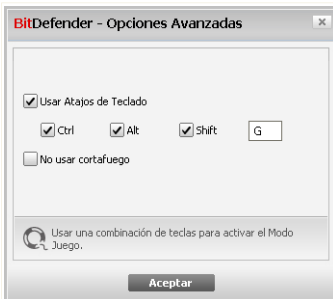 BitDefender - Opciones Avanzadas
Usar Atajos de Teclado
Ctrl Alt Shift G
No usar cortafuego
Usar una combinación de teclas para activar el Modo
Juego.
Aceptar